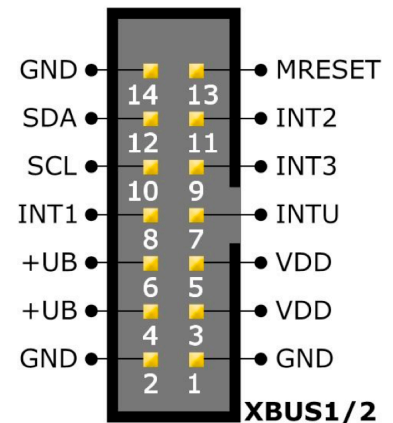 GND MRESET
14 13
SDA INT2
12 11
SCL INT3
10 9
INT1 INTU
8 7
+UB VDD
6 5
+UB VDD
4 3
GND GND
2 1
XBUS1/2